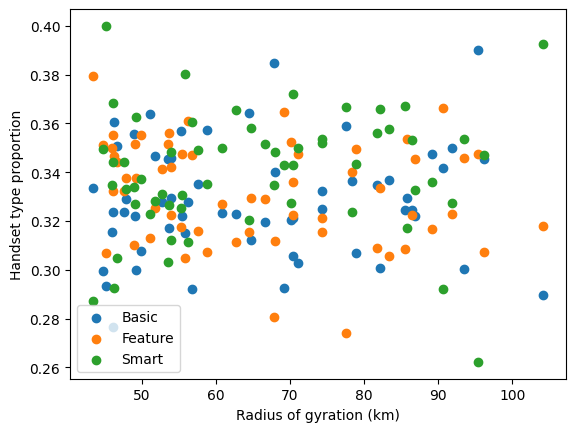 0.40
0.38
0.36
0.34
0.32
0.30
0.28
0.26
Handset type proportion
Basic
Feature
Smart
50 60 70 80 90 100
Radius of gyration (km)